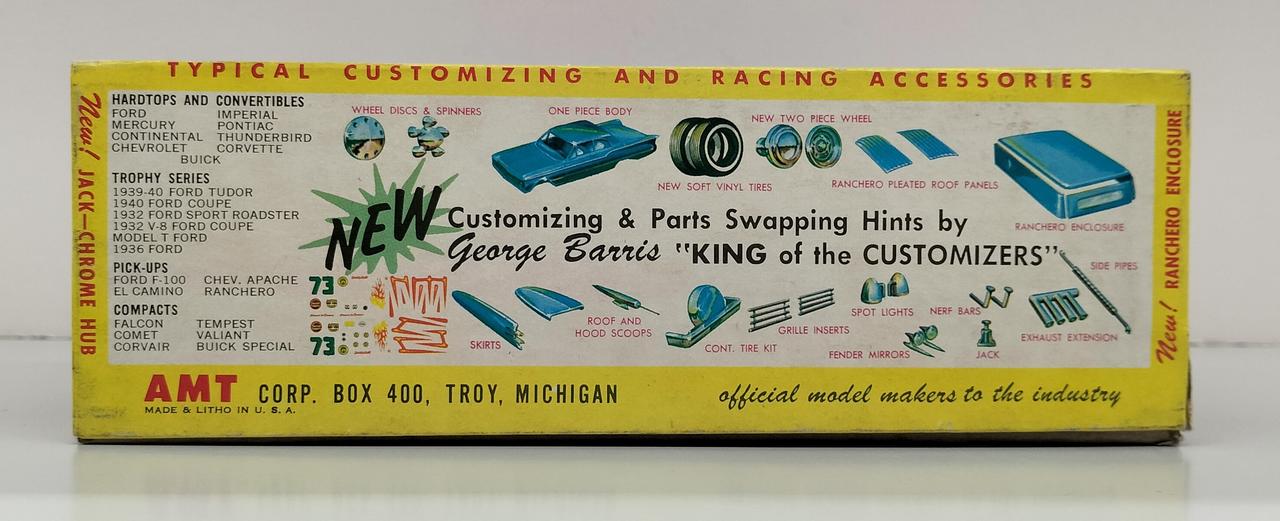 TYPICAL CUSTOMIZING AND RACING ACCESSORIES
New! JACK—CHROME HUB
HARDTOPS AND CONVERTIBLES
FORD IMPERIAL
MERCURY PONTIAC
CONTINENTAL THUNDERBIRD
CHEVROLET CORVETTE
BUICK
TROPHY SERIES
1939-40 FORD TUDOR
1940 FORD COUPE
1932 FORD SPORT ROADSTER
1932 V-8 FORD COUPE
MODEL T FORD
1936 FORD
PICK-UPS
FORD F-100 CHEV. APACHE
EL CAMINO RANCHERO
COMPACTS
FALCON TEMPEST
COMET VALIANT
CORVAIR BUICK SPECIAL
WHEEL DISCS & SPINNERS
ONE PIECE BODY
NEW SOFT VINYL TIRES
NEW TWO PIECE WHEEL
RANCHERO PLEATED ROOF PANELS
RANCHERO ENCLOSURE
NEW
Customizing & Parts Swapping Hints by
George Barris "KING of the CUSTOMIZERS"
73
73
SKIRTS
ROOF AND
HOOD SCOOPS
CONT. TIRE KIT
GRILLE INSERTS
SPOT LIGHTS
FENDER MIRRORS
NERF BARS
JACK
SIDE PIPES
EXHAUST EXTENSION
New! RANCHERO ENCLOSURE
AMT CORP. BOX 400, TROY, MICHIGAN
MADE & LITHO IN U. S. A.
official model makers to the industry